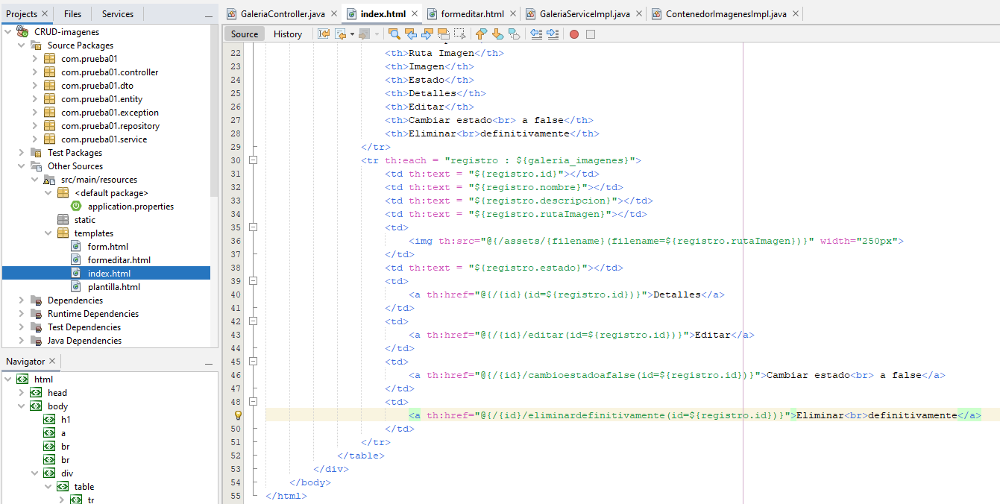 Projects
Files
Services
CRUD-imagenes
Source Packages
com.prueba01
com.prueba01.controller
com.prueba01.dto
com.prueba01.entity
com.prueba01.exception
com.prueba01.repository
com.prueba01.service
Test Packages
Other Sources
src/main/resources
<default package>
application.properties
static
templates
form.html
formeditar.html
index.html
plantilla.html
Dependencies
Runtime Dependencies
Test Dependencies
Java Dependencies
Navigator
html
head
body
h1
a
br
br
div
table
tr
GaleriaController.java
index.html
formeditar.html
GaleriaServiceImpl.java
ContenedorImagenesImpl.java
Source
History
22 <th>Ruta Imagen</th>
23 <th>Imagen</th>
24 <th>Estado</th>
25 <th>Detalles</th>
26 <th>Editar</th>
27 <th>Cambiar estado<br> a false</th>
28 <th>Eliminar<br>definitivamente</th>
29 </tr>
30 <tr th:each = "registro : ${galeria_imagenes}">
31 <td th:text = "${registro.id}"></td>
32 <td th:text = "${registro.nombre}"></td>
33 <td th:text = "${registro.descripcion}"></td>
34 <td th:text = "${registro.rutaImagen}"></td>
35 <td>
36 <img th:src="@{/assets/{filename}(filename=${registro.rutaImagen})}" width="250px">
37 </td>
38 <td th:text = "${registro.estado}"></td>
39 <td>
40 <a th:href="@{/{id}(id=${registro.id})}">Detalles</a>
41 </td>
42 <td>
43 <a th:href="@{/{id}/editar(id=${registro.id})}">Editar</a>
44 </td>
45 <td>
46 <a th:href="@{/{id}/cambioestadoafalse(id=${registro.id})}">Cambiar estado<br> a false</a>
47 </td>
48 <td>
<a th:href="@{/{id}/eliminardefinitivamente(id=${registro.id})}">Eliminar<br>definitivamente</a>
50 </td>
51 </tr>
52 </table>
53 </div>
54 </body>
55 </html>